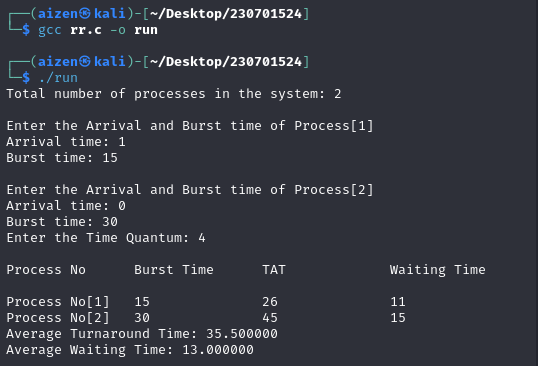 ┌──(aizen㉿kali)-[~/Desktop/230701524]
└─$ gcc rr.c -o run
┌──(aizen㉿kali)-[~/Desktop/230701524]
└─$ ./run
Total number of processes in the system: 2
Enter the Arrival and Burst time of Process[1]
Arrival time: 1
Burst time: 15
Enter the Arrival and Burst time of Process[2]
Arrival time: 0
Burst time: 30
Enter the Time Quantum: 4
Process No Burst Time TAT Waiting Time
Process No[1] 15 26 11
Process No[2] 30 45 15
Average Turnaround Time: 35.500000
Average Waiting Time: 13.000000